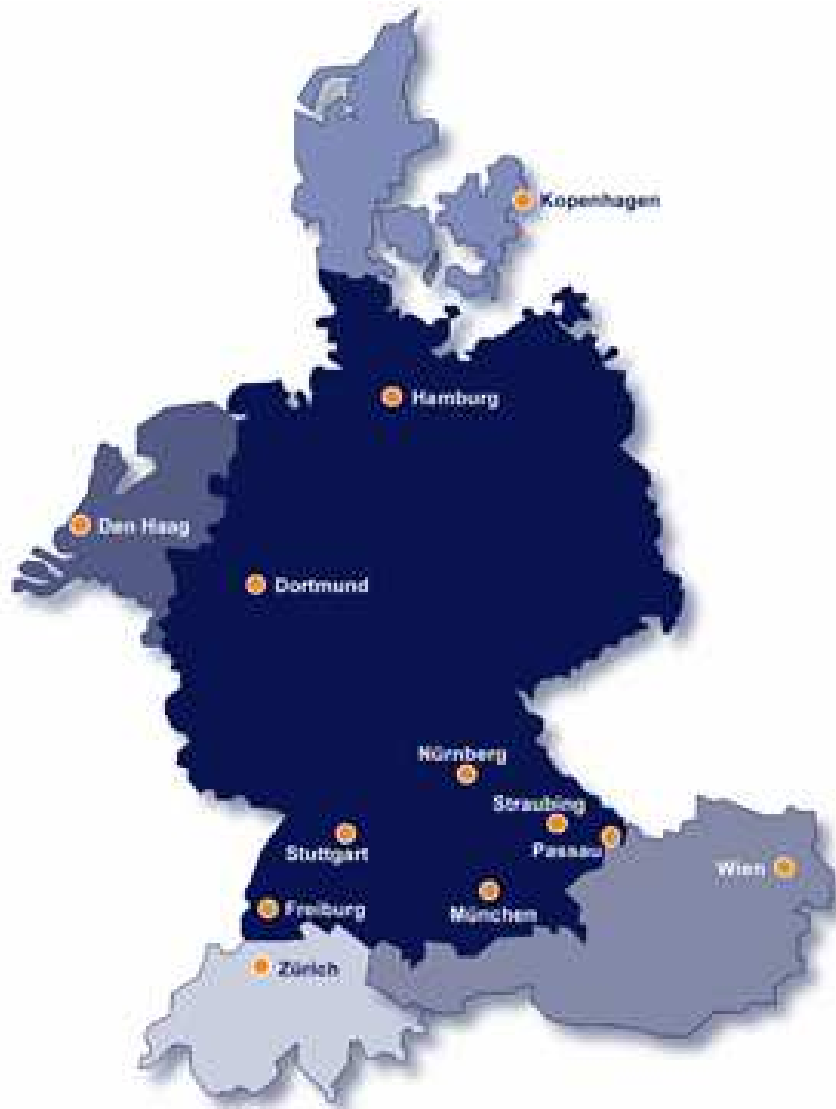 Kopenhagen
Hamburg
Den Haag
Dortmund
Nürnberg
Straubing
Stuttgart
Passau
Wien
Freiburg
München
Zürich